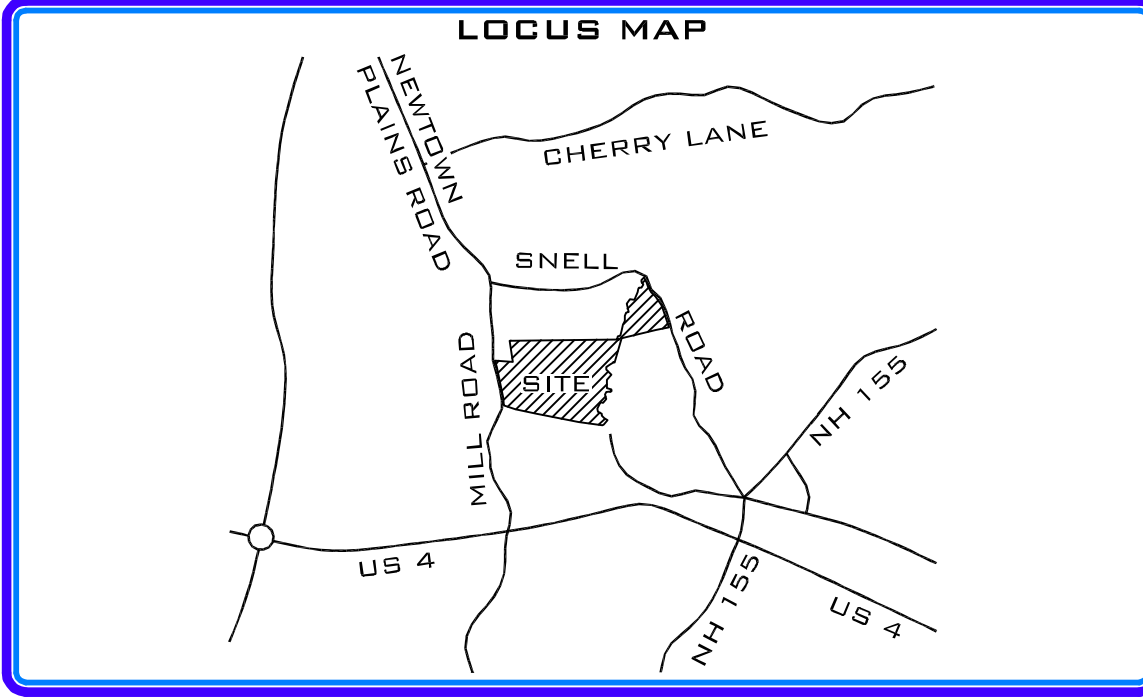 LOCUS MAP
NEWTOWN
PLAINS ROAD
CHERRY LANE
SNELL
ROAD
MILL ROAD
SITE
NH 155
US 4
NH 155
US 4